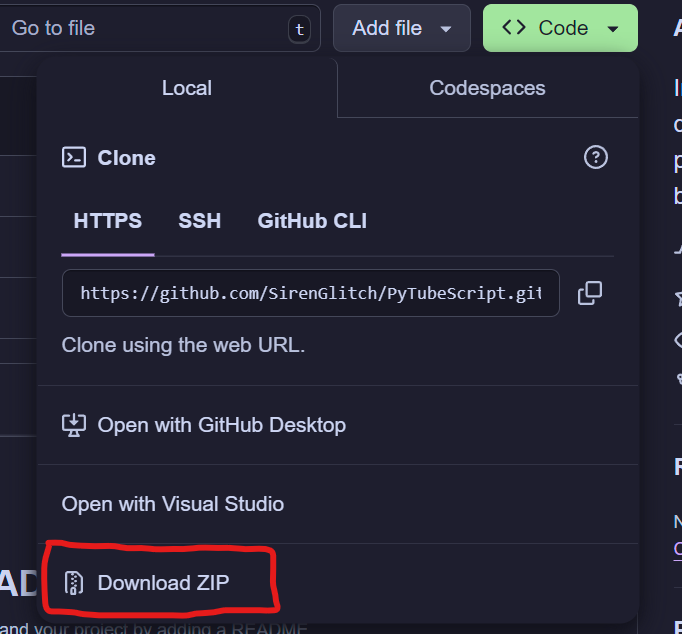 Go to file
t
Add file
Code
Local
Codespaces
Clone
HTTPS
SSH
GitHub CLI
https://github.com/SirenGlitch/PyTubeScript.git
Clone using the web URL.
Open with GitHub Desktop
Open with Visual Studio
Download ZIP
and your project by adding a README